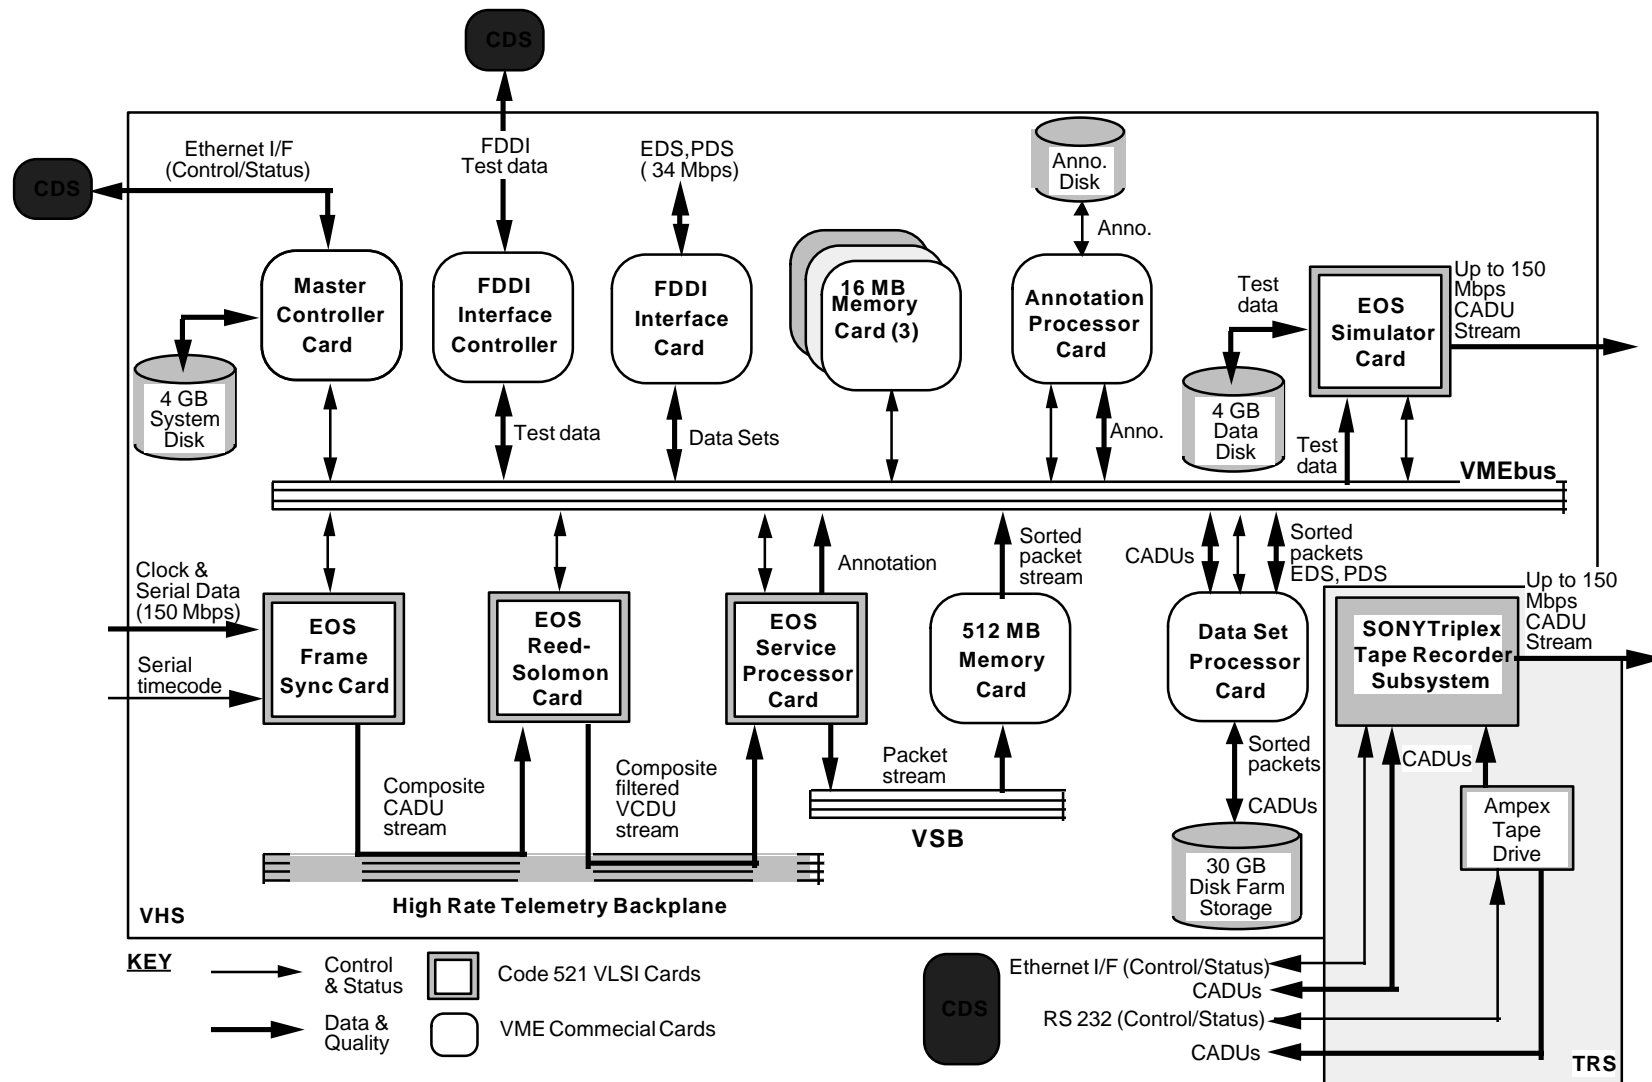 CDS
CDS
Ethernet I/F
(Control/Status)
FDDI
Test data
EDS,PDS
( 34 Mbps)
Anno.
Disk
Anno.
Master
Controller
Card
FDDI
Interface
Controller
FDDI
Interface
Card
16 MB
Memory
Card (3)
Annotation
Processor
Card
Test
data
EOS
Simulator
Card
Up to 150
Mbps
CADU
Stream
4 GB
System
Disk
Test data
Data Sets
Anno.
4 GB
Data
Disk
Test
data
VMEbus
Clock &
Serial Data
(150 Mbps)
Serial
timecode
EOS
Frame
Sync Card
EOS
Reed-
Solomon
Card
EOS
Service
Processor
Card
Annotation
Sorted
packet
stream
512 MB
Memory
Card
CADUs
Sorted
packets
EDS, PDS
Data Set
Processor
Card
Up to 150
Mbps
CADU
Stream
SONYTriplex
Tape Recorder
Subsystem
Composite
CADU
stream
Composite
filtered
VCDU
stream
Packet
stream
VSB
Sorted
packets
CADUs
CADUs
Ampex
Tape
Drive
30 GB
Disk Farm
Storage
High Rate Telemetry Backplane
VHS
KEY
Control
& Status
Code 521 VLSI Cards
Data &
Quality
VME Commecial Cards
CDS
Ethernet I/F (Control/Status)
CADUs
RS 232 (Control/Status)
CADUs
TRS